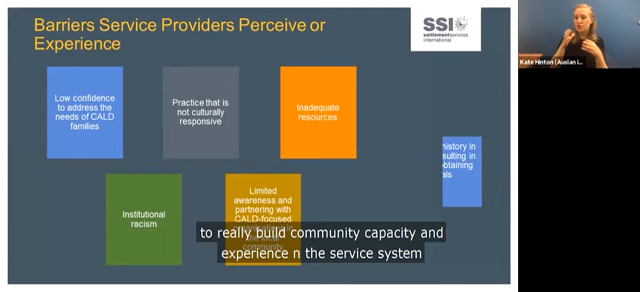 Barriers Service Providers Perceive or
Experience
SSI
settlement services
international
Kate Hinton (Auslan i...
Low confidence
to address the
needs of CALD
families
Practice that is
not culturally
responsive
Inadequate
resources
history in
sulting in
btaining
als
Institutional
racism
Limited
awareness and
partnering with
CALD-focused
community
to really build community capacity and
experience n the service system